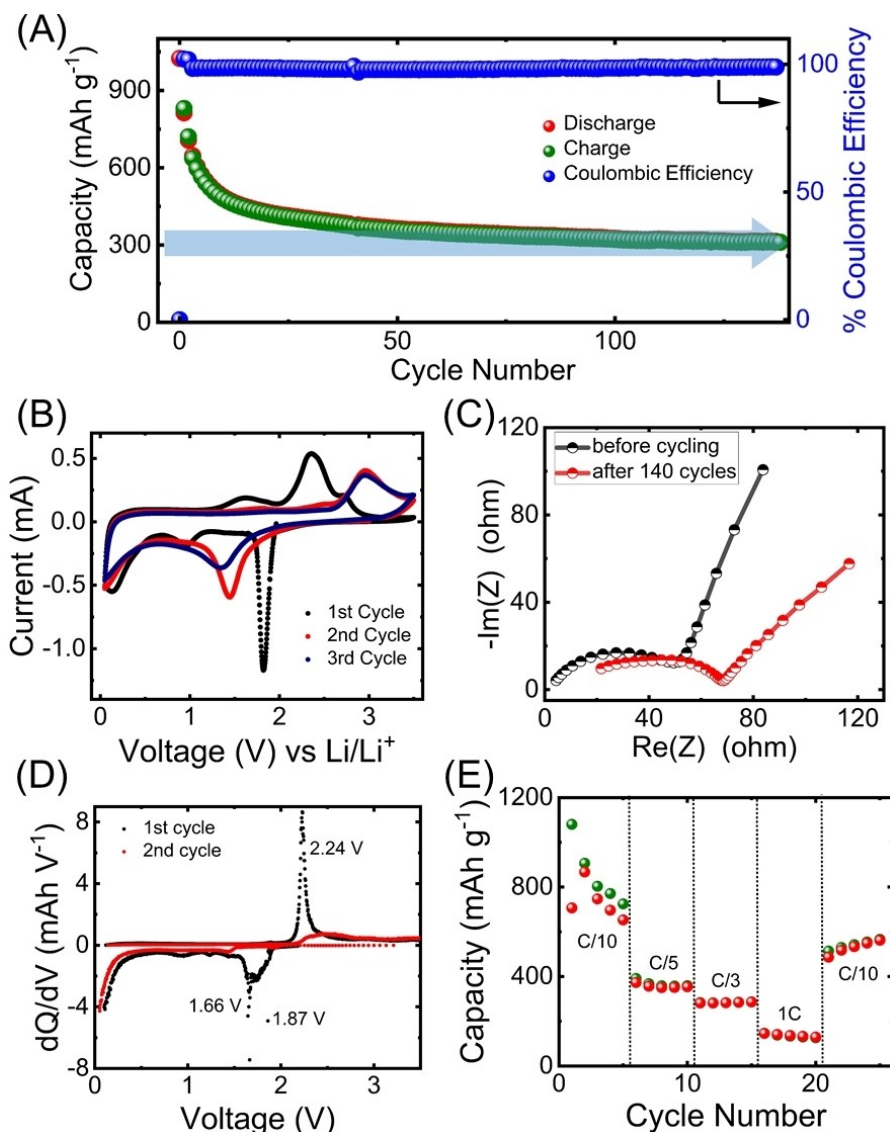 (A)
Capacity (mAh g⁻¹)
900
600
300
0
Discharge
Charge
Coulombic Efficiency
100
50
0
% Coulombic Efficiency
0
50
100
Cycle Number
(B)
Current (mA)
0.5
0.0
-0.5
-1.0
1st Cycle
2nd Cycle
3rd Cycle
0
1
2
3
Voltage (V) vs Li/Li⁺
(C)
-Im(Z) (ohm)
120
80
40
0
before cycling
after 140 cycles
0
40
80
120
Re(Z) (ohm)
(D)
dQ/dV (mAh V⁻¹)
8
4
0
-4
-8
1st cycle
2nd cycle
2.24 V
1.66 V
1.87 V
0
2
Voltage (V)
(E)
Capacity (mAh g⁻¹)
1200
800
400
0
C/10
C/5
C/3
1C
C/10
0
10
20
Cycle Number